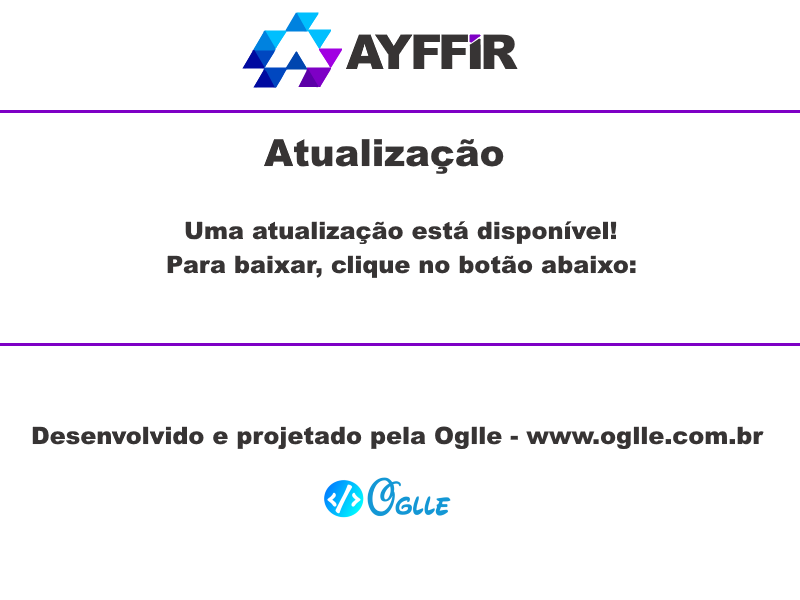 AYFFIR
Atualização
Uma atualização está disponível!
Para baixar, clique no botão abaixo:
Desenvolvido e projetado pela Oglle - www.oglle.com.br
</> Oglle